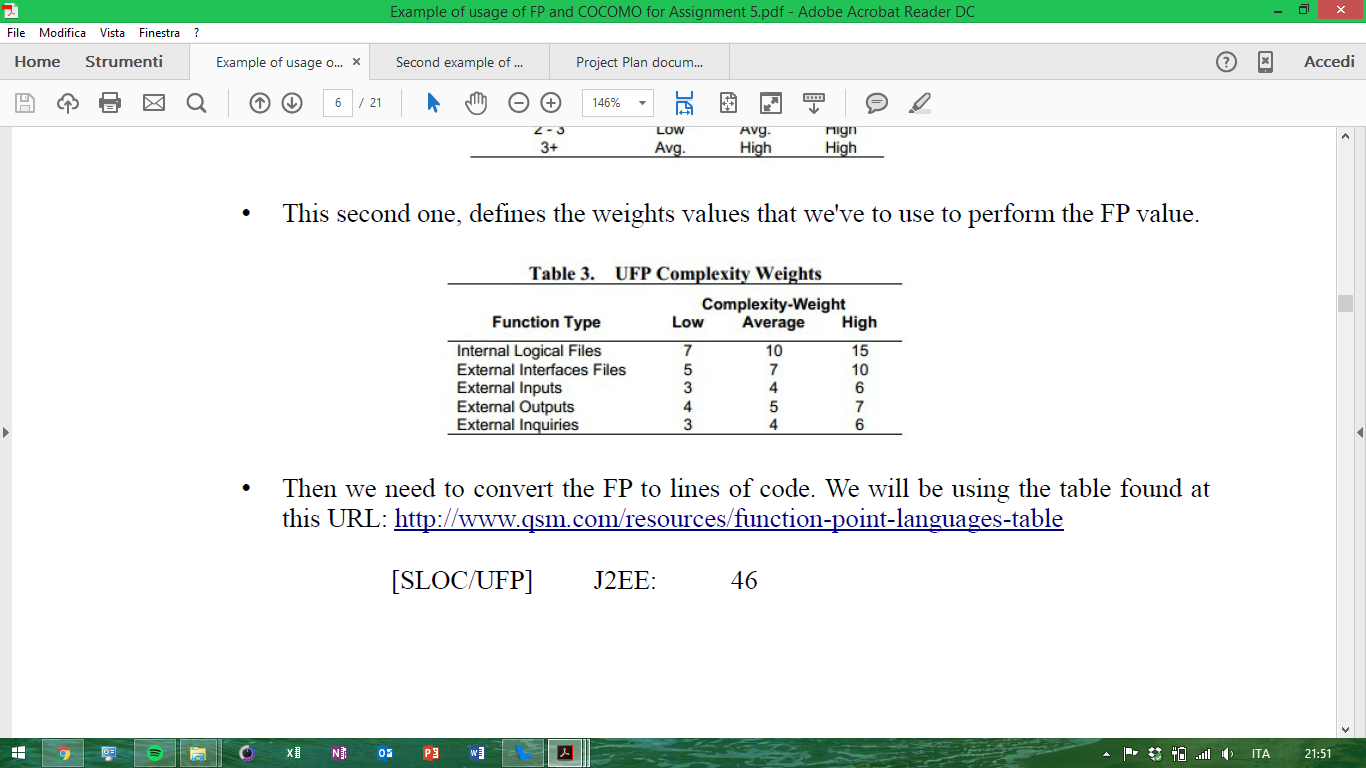 Example of usage of FP and COCOMO for Assignment 5.pdf - Adobe Acrobat Reader DC
File Modifica Vista Finestra ?
Home Strumenti Example of usage o... × Second example of ... Project Plan docum... Accedi
6 / 21 146%
2 - 3 Low Avg. High
3+ Avg. High High
• This second one, defines the weights values that we've to use to perform the FP value.
Table 3. UFP Complexity Weights
Complexity-Weight
Function Type Low Average High
Internal Logical Files 7 10 15
External Interfaces Files 5 7 10
External Inputs 3 4 6
External Outputs 4 5 7
External Inquiries 3 4 6
• Then we need to convert the FP to lines of code. We will be using the table found at
this URL: http://www.qsm.com/resources/function-point-languages-table
[SLOC/UFP] J2EE: 46
ITA 21:51